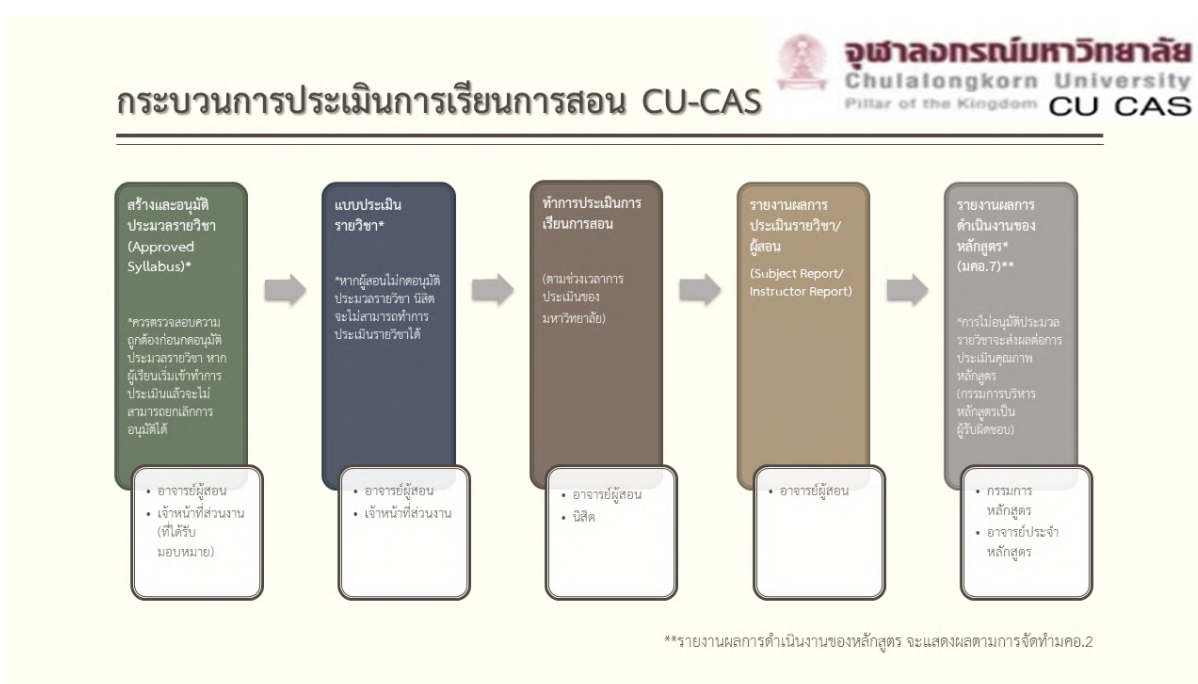 จุฬาลงกรณ์มหาวิทยาลัย
Chulalongkorn University
Pillar of the Kingdom CU CAS
กระบวนการประเมินการเรียนการสอน CU-CAS
สร้างและอนุมัติ
ประมวลรายวิชา
(Approved
Syllabus)*
*ควรตรวจสอบความ
ถูกต้องก่อนกดอนุมัติ
ประมวลรายวิชา หาก
ผู้เรียนเริ่มเข้าทำการ
ประเมินแล้วจะไม่
สามารถยกเลิกการ
อนุมัติได้
• อาจารย์ผู้สอน
• เจ้าหน้าที่ส่วนงาน
(ที่ได้รับ
มอบหมาย)
แบบประเมิน
รายวิชา*
*หากผู้สอนไม่กดอนุมัติ
ประมวลรายวิชา นิสิต
จะไม่สามารถทำการ
ประเมินรายวิชาได้
• อาจารย์ผู้สอน
• เจ้าหน้าที่ส่วนงาน
ทำการประเมินการ
เรียนการสอน
(ตามช่วงเวลาการ
ประเมินของ
มหาวิทยาลัย)
• อาจารย์ผู้สอน
• นิสิต
รายงานผลการ
ประเมินรายวิชา/
ผู้สอน
(Subject Report/
Instructor Report)
• อาจารย์ผู้สอน
รายงานผลการ
ดำเนินงานของ
หลักสูตร*
(มคอ.7)**
*การไม่อนุมัติประมวล
รายวิชาจะส่งผลต่อการ
ประเมินคุณภาพ
หลักสูตร
(กรรมการบริหาร
หลักสูตรเป็น
ผู้รับผิดชอบ)
• กรรมการ
หลักสูตร
• อาจารย์ประจำ
หลักสูตร
**รายงานผลการดำเนินงานของหลักสูตร จะแสดงผลตามการจัดทำมคอ.2